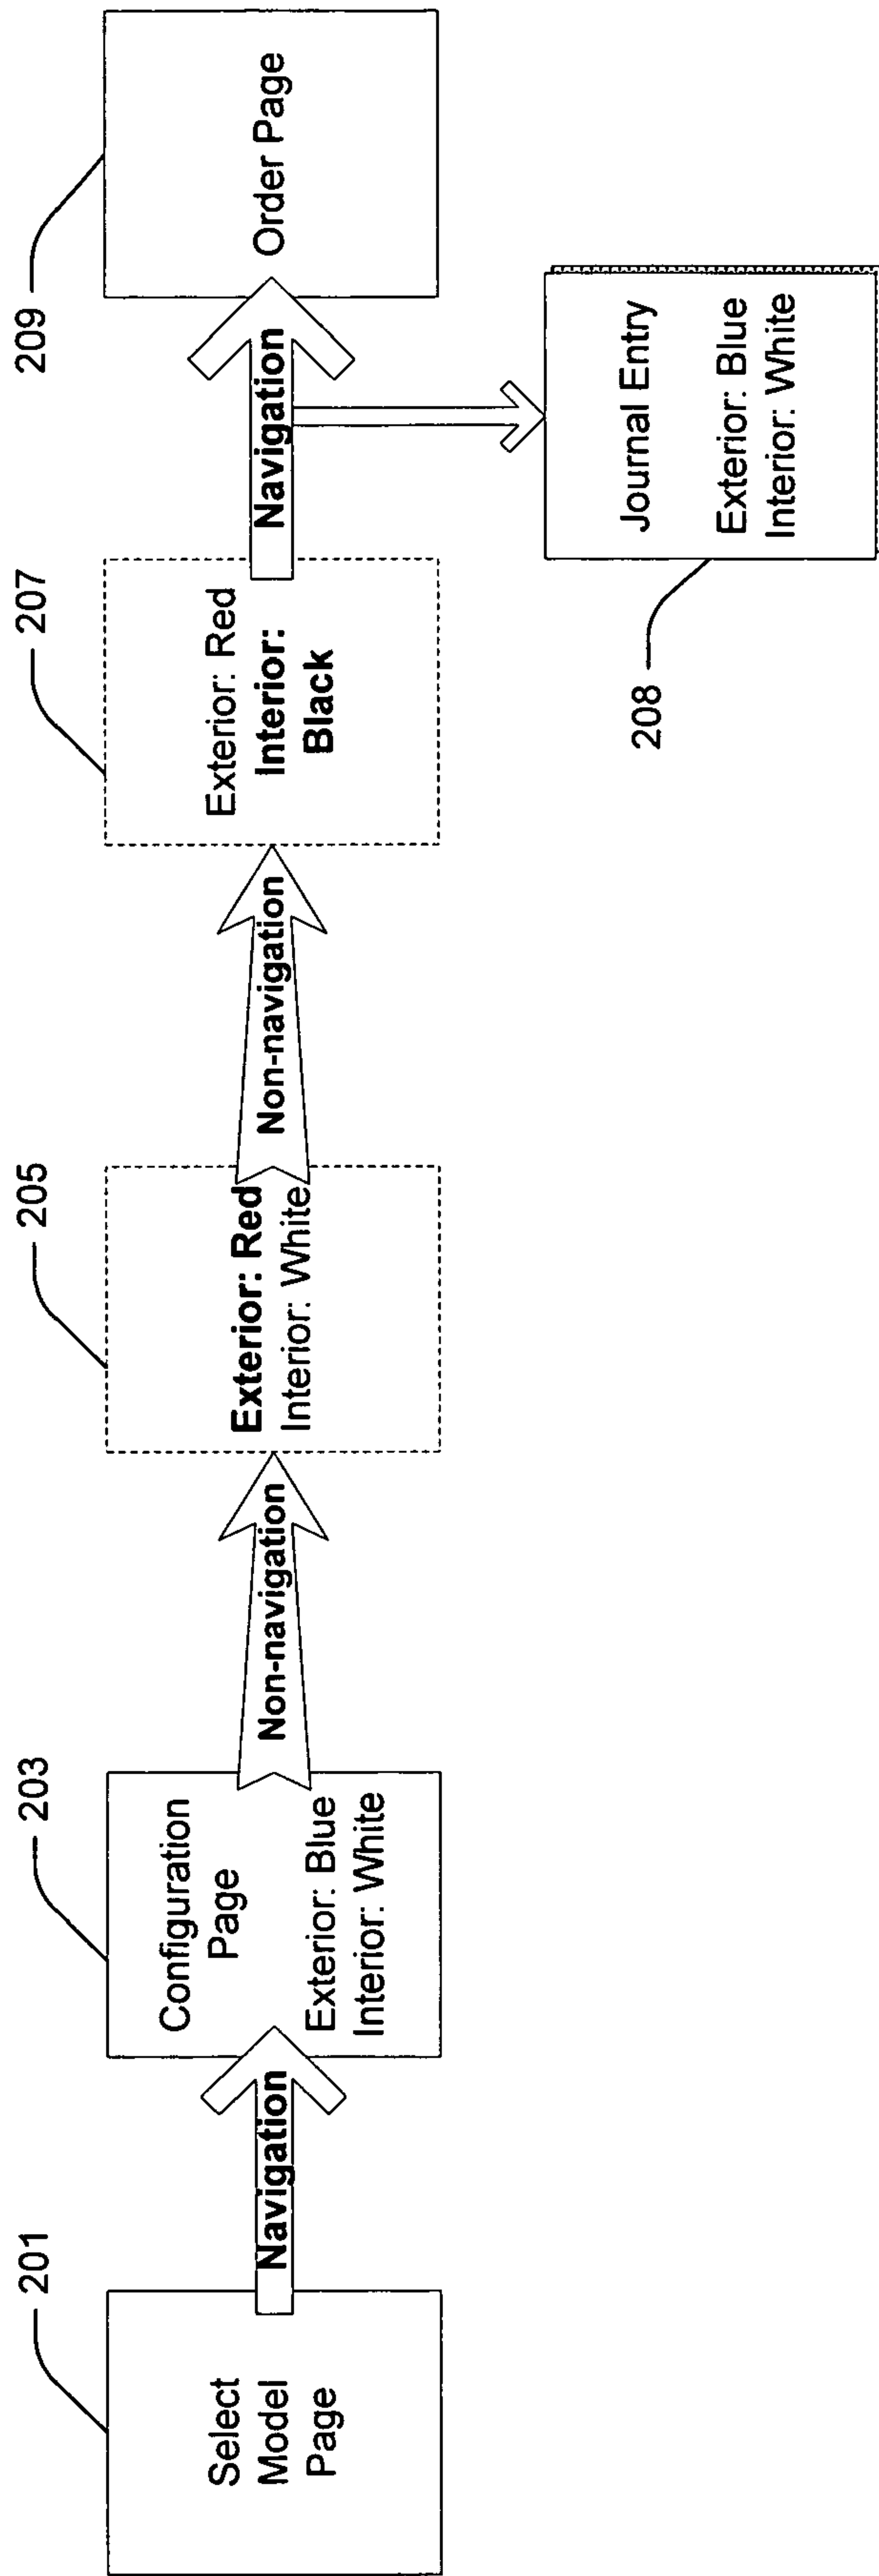 201
Select
Model
Page
Navigation
203
Configuration
Page
Exterior: Blue
Interior: White
Non-navigation
205
Exterior: Red
Interior: White
Non-navigation
207
Exterior: Red
Interior:
Black
Navigation
209
Order Page
208
Journal Entry
Exterior: Blue
Interior: White